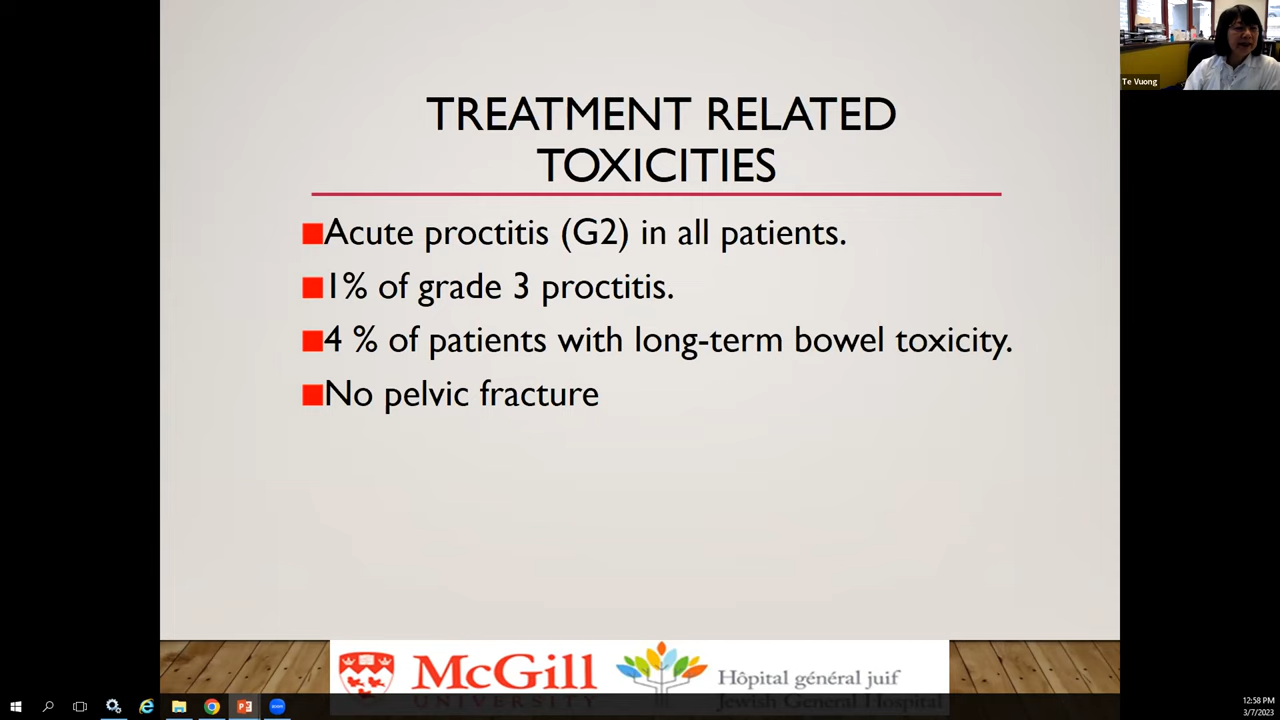 Te Vuong
TREATMENT RELATED
TOXICITIES
Acute proctitis (G2) in all patients.
1% of grade 3 proctitis.
4 % of patients with long-term bowel toxicity.
No pelvic fracture
McGill
UNIVERSITY
Hôpital général juif
Jewish General Hospital
12:58 PM
3/7/2023